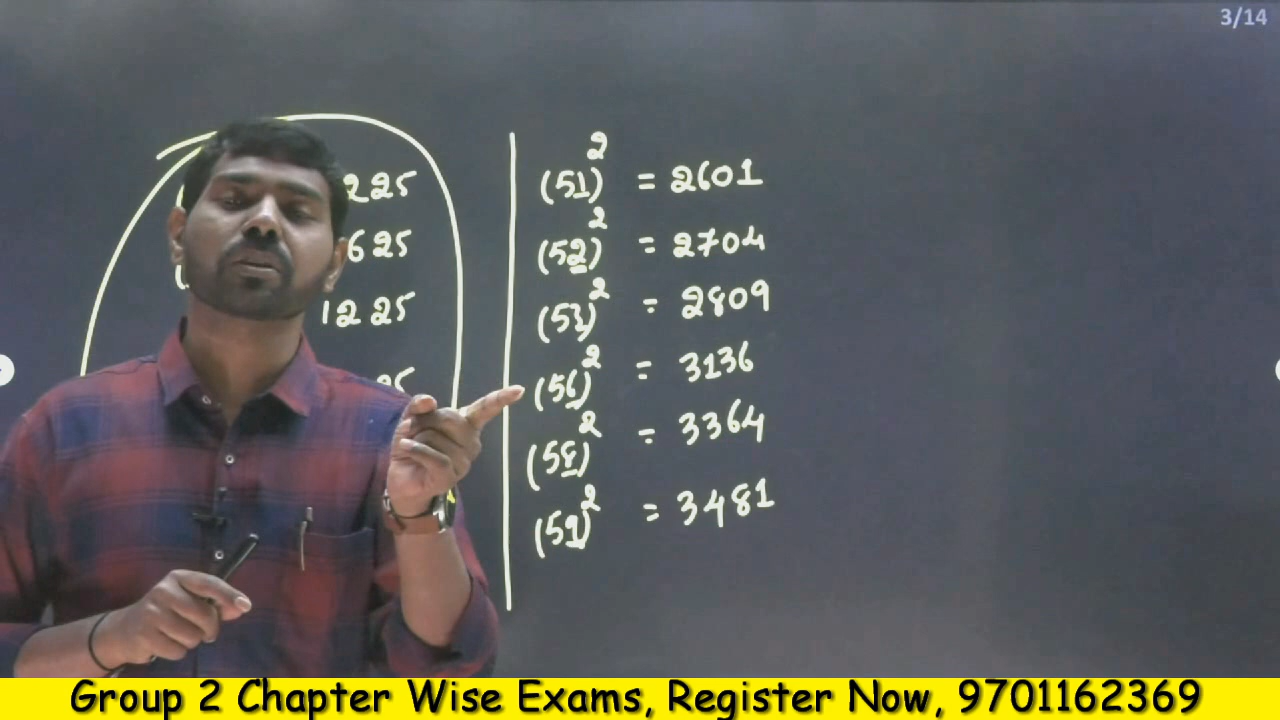 3/14
225
625
1225
25
(51)² = 2601
(52)² = 2704
(53)² = 2809
(56)² = 3136
(58)² = 3364
(59)² = 3481
Group 2 Chapter Wise Exams, Register Now, 9701162369